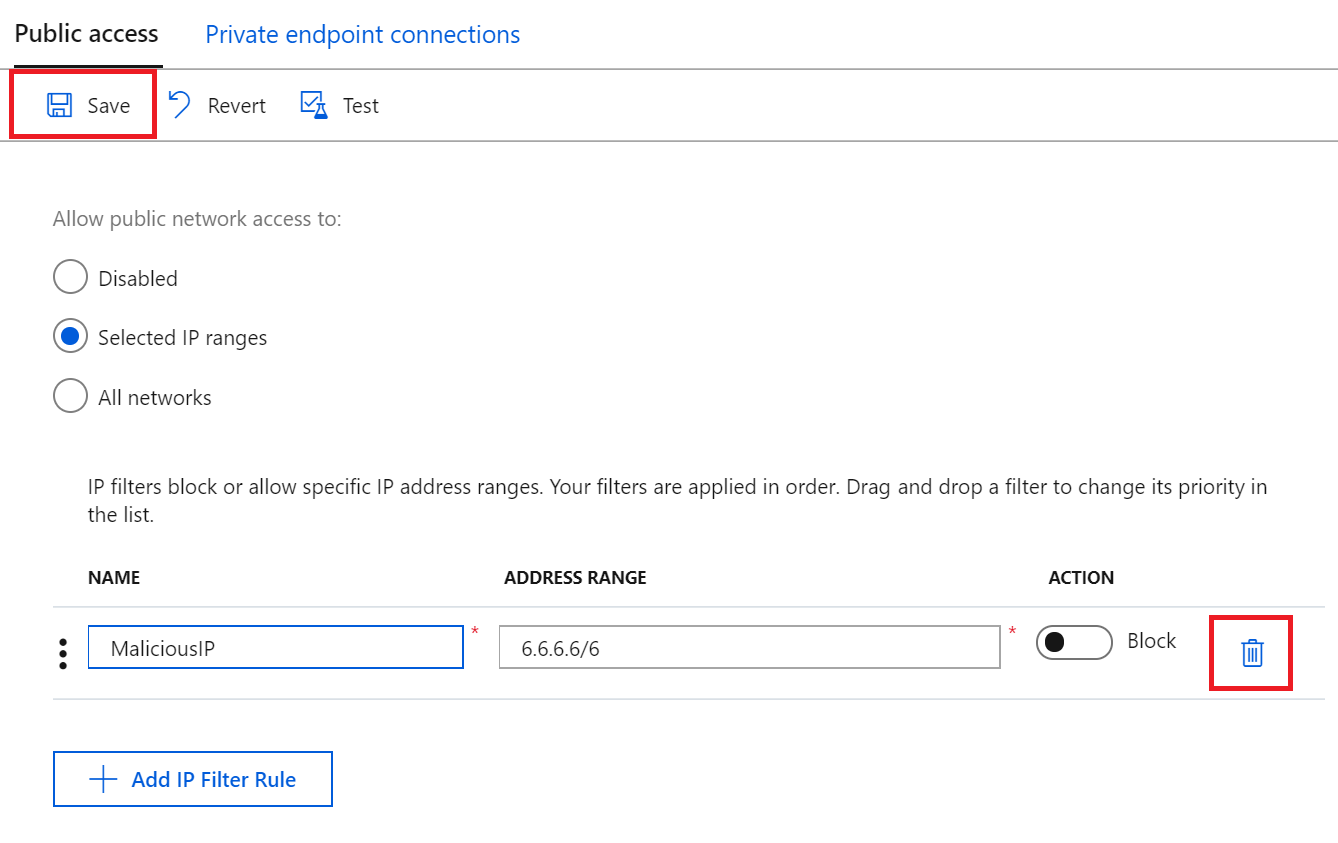 Public access Private endpoint connections
Save Revert Test
Allow public network access to:
Disabled
Selected IP ranges
All networks
IP filters block or allow specific IP address ranges. Your filters are applied in order. Drag and drop a filter to change its priority in
the list.
NAME ADDRESS RANGE ACTION
MaliciousIP * 6.6.6.6/6 * Block
Add IP Filter Rule